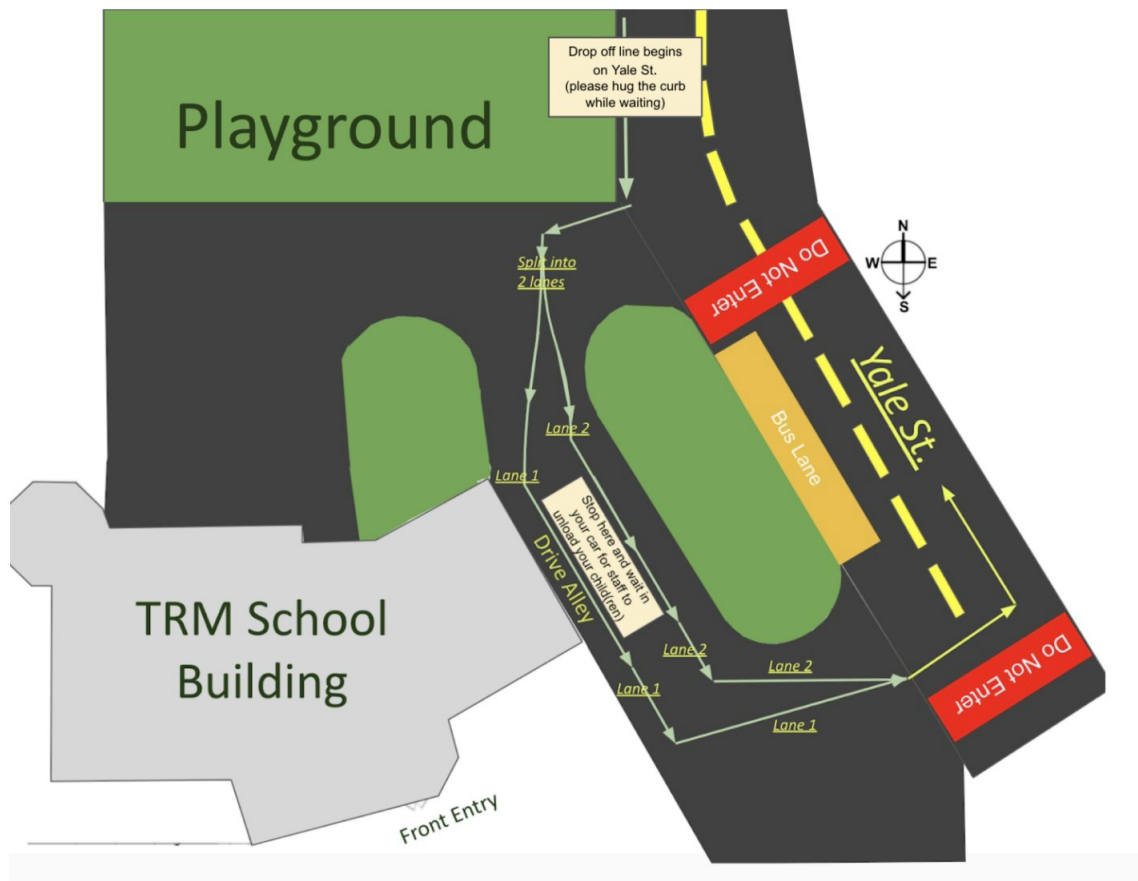 Drop off line begins
on Yale St.
(please hug the curb
while waiting)
Playground
N
W
E
S
Do Not Enter
Split into
2 lanes
Yale St.
Bus Lane
Lane 2
Lane 1
Stop here and wait in
your car for staff to
unload your child(ren)
Drive Alley
TRM School
Building
Lane 2
Lane 2
Lane 1
Lane 1
Do Not Enter
Front Entry